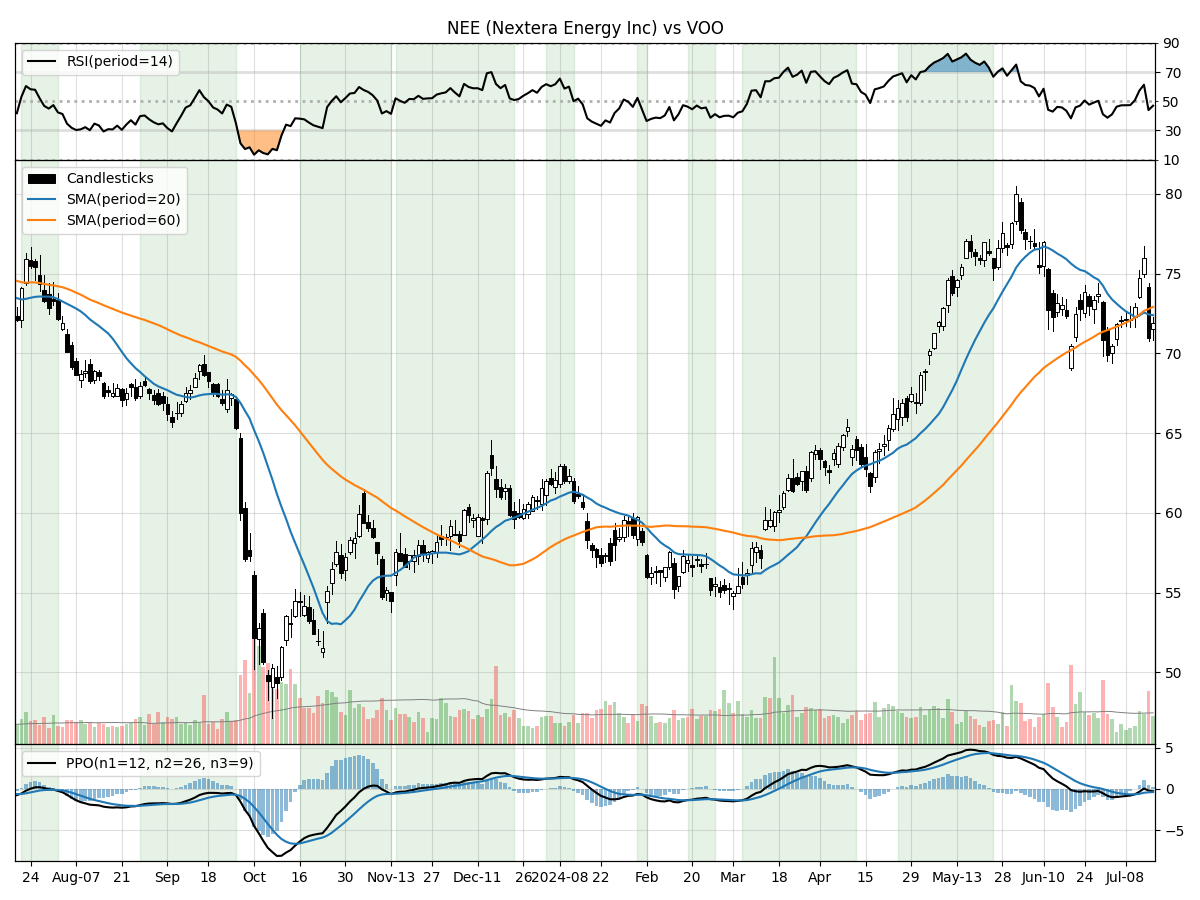 NEE (Nextera Energy Inc) vs VOO
RSI(period=14)
90
70
50
30
10
Candlesticks
SMA(period=20)
SMA(period=60)
80
75
70
65
60
55
50
PPO(n1=12, n2=26, n3=9)
5
0
−5
24 Aug-07 21 Sep 18 Oct 16 30 Nov-13 27 Dec-11 26 2024-08 22 Feb 20 Mar 18 Apr 15 29 May-13 28 Jun-10 24 Jul-08